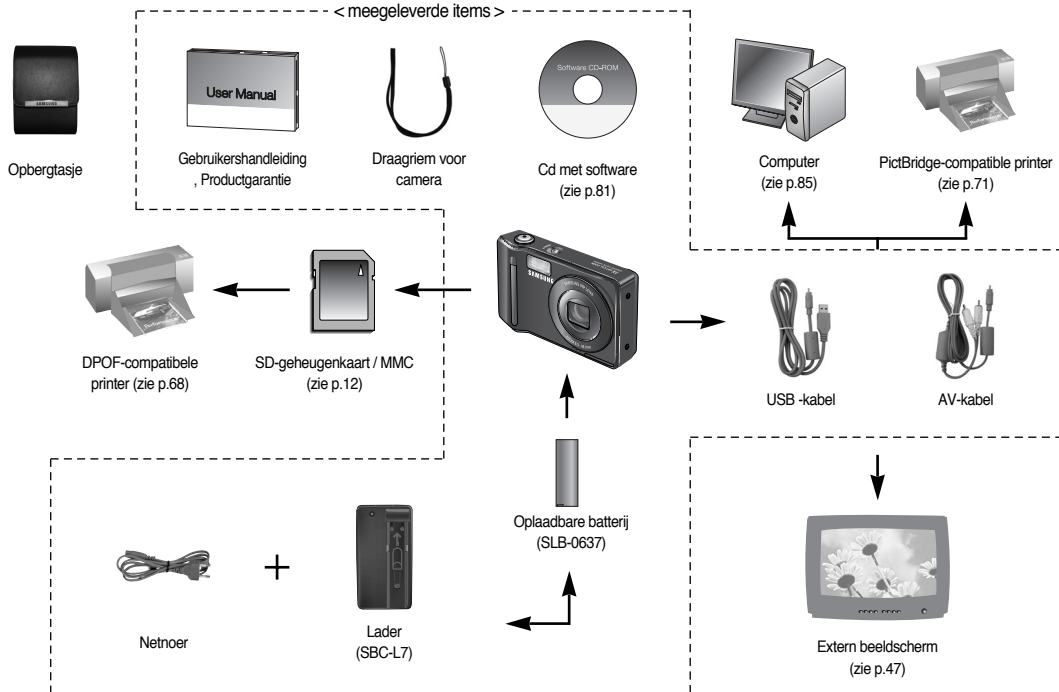 < meegeleverde items >
SAMSUNG
User Manual
Software CD-ROM
Opbergtasje
Gebruikershandleiding
, Productgarantie
Draagriem voor
camera
Cd met software
(zie p.81)
Computer
(zie p.85)
PictBridge-compatible printer
(zie p.71)
SAMSUNG
DPOF-compatibele
printer (zie p.68)
SD-geheugenkaart / MMC
(zie p.12)
USB -kabel
AV-kabel
Oplaadbare batterij
(SLB-0637)
Netnoer
+
Lader
(SBC-L7)
Extern beeldscherm
(zie p.47)